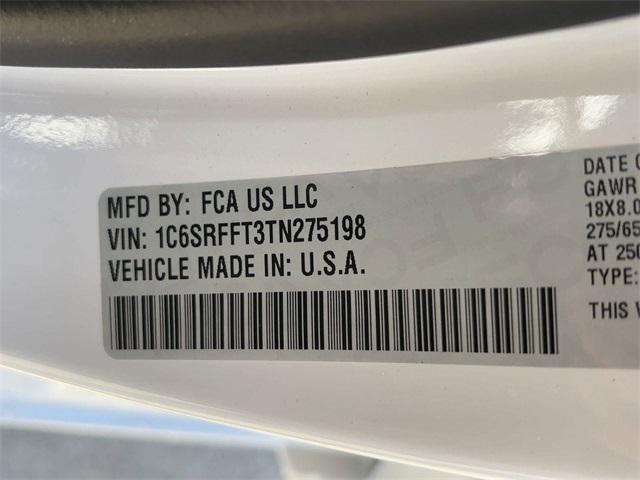 MFD BY: FCA US LLC
VIN: 1C6SRFFT3TN275198
VEHICLE MADE IN: U.S.A.
DATE O
GAWR
18X8.0
275/65
AT 250
TYPE:
THIS V